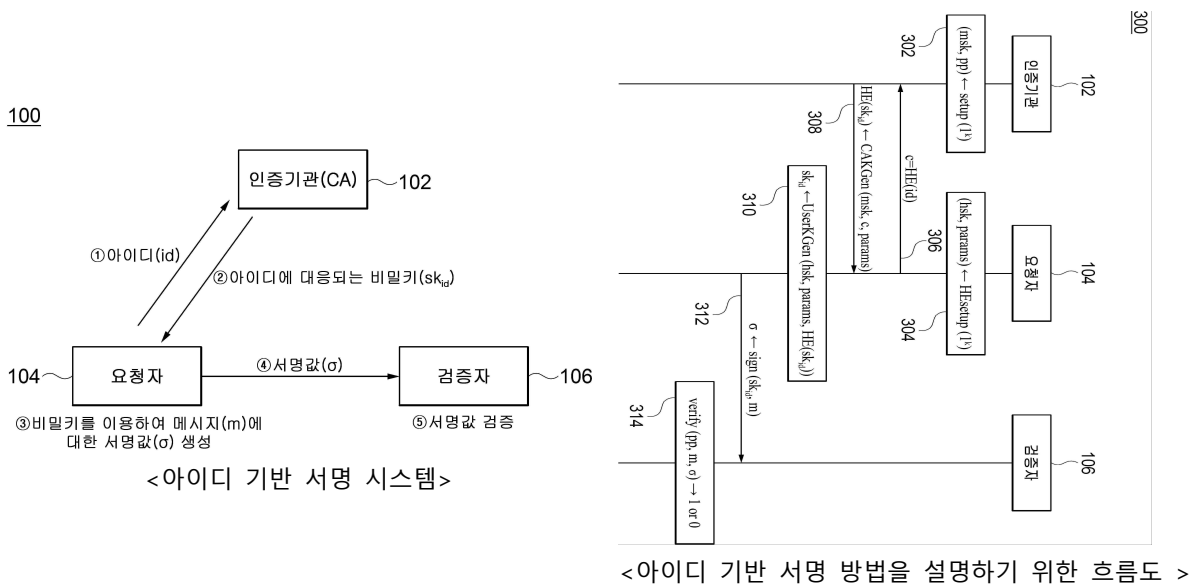 100
인증기관(CA)
102
①아이디(id)
②아이디에 대응되는 비밀키(skid)
104
요청자
④서명값(σ)
검증자
106
③비밀키를 이용하여 메시지(m)에
대한 서명값(σ) 생성
⑤서명값 검증
<아이디 기반 서명 시스템>
300
인증기관
102
요청자
104
검증자
106
302
(msk, pp) ← setup (1^k)
(hsk, params) ← HEsetup (1^k)
304
c=HE(id)
306
HE(skid) ← CAKGen (msk, c, params)
308
skid ← UserKGen (hsk, params, HE(skid))
310
σ ← sign (skid, m)
312
verify (pp, m, σ) → 1 or 0
314
<아이디 기반 서명 방법을 설명하기 위한 흐름도 >